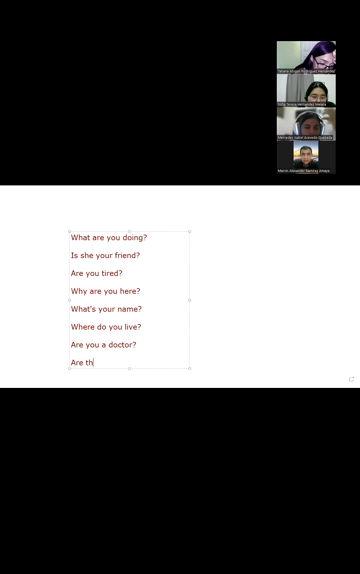 What are you doing?
Is she your friend?
Are you tired?
Why are you here?
What's your name?
Where do you live?
Are you a doctor?
Are th
12